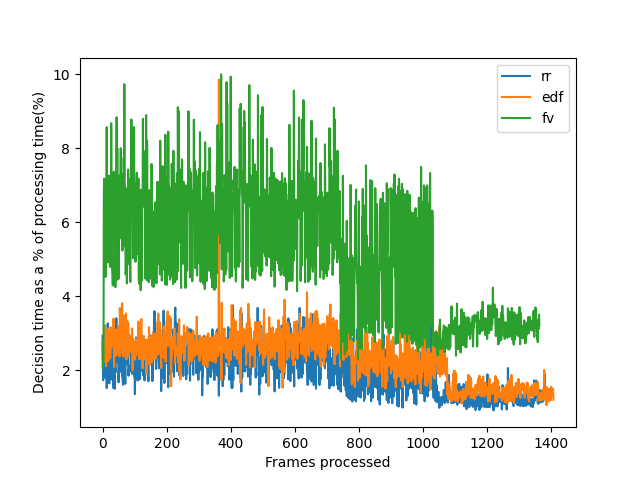 Decision time as a % of processing time(%)
10
8
6
4
2
0
200
400
600
800
1000
1200
1400
Frames processed
rr
edf
fv